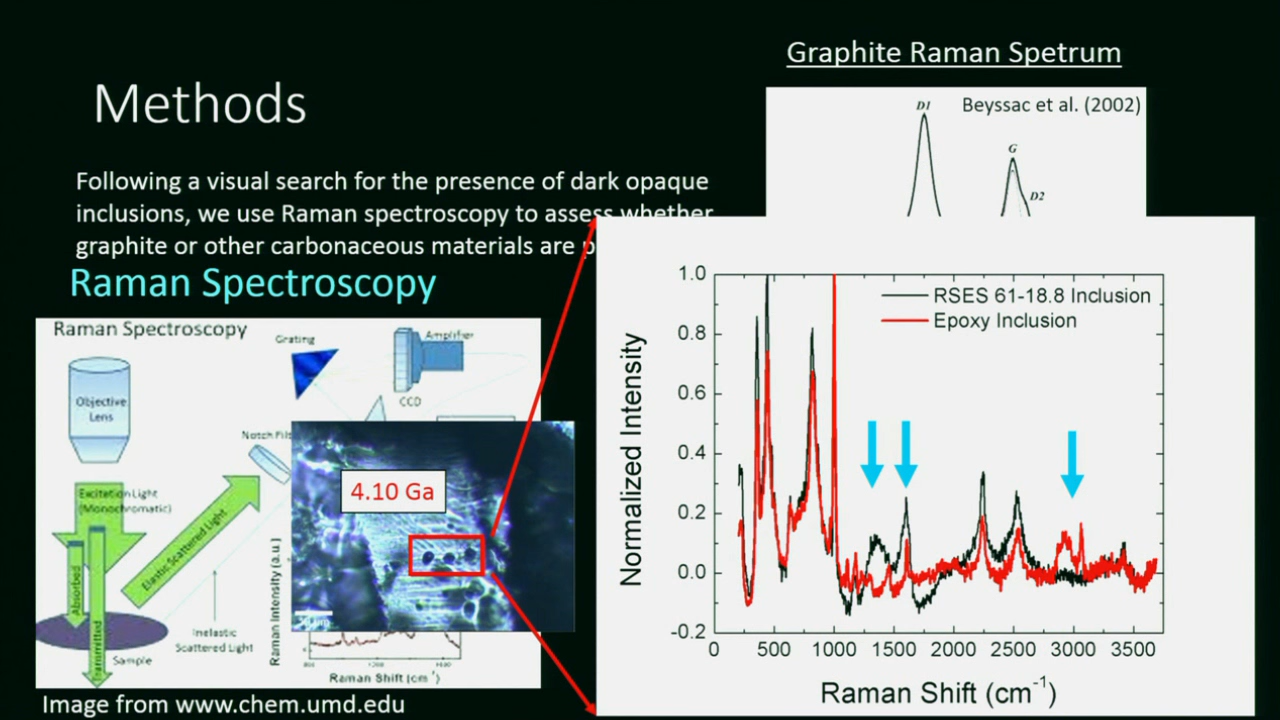 Graphite Raman Spetrum
Methods
Beyssac et al. (2002)
D1
G
D2
Following a visual search for the presence of dark opaque
inclusions, we use Raman spectroscopy to assess whether
graphite or other carbonaceous materials are
Raman Spectroscopy
Raman Spectroscopy
Grating
Amplifier
CCD
Objective
Lens
Notch
Excitation Light
(Monochromatic)
Elastic Scattered Light
Absorbed
Transmitted
Inelastic
Scattered Light
Sample
Raman Intensity (a.u.)
Raman Shift (cm⁻¹)
4.10 Ga
Image from www.chem.umd.edu
RSES 61-18.8 Inclusion
Epoxy Inclusion
Normalized Intensity
1.0
0.8
0.6
0.4
0.2
0.0
-0.2
0 500 1000 1500 2000 2500 3000 3500
Raman Shift (cm⁻¹)